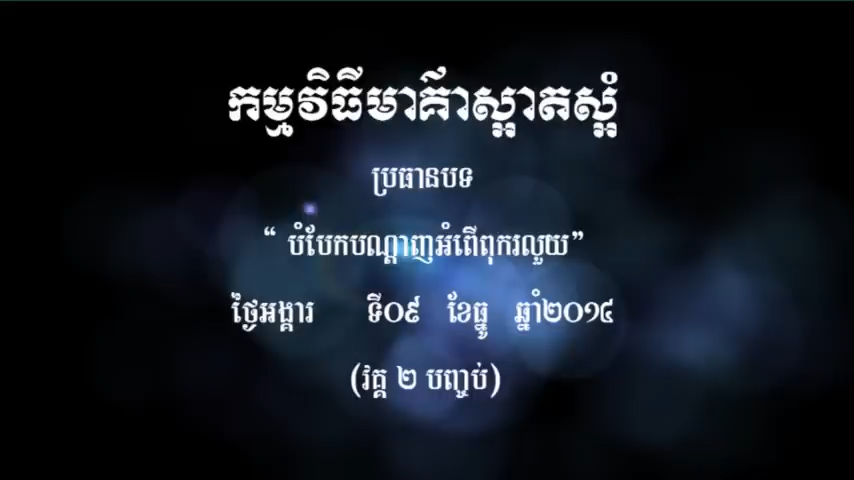 កម្មវិធីមាគ៌ាស្អាតស្អំ
ប្រធានបទ
“ បំបែកបណ្តាញអំពើពុករលួយ”
ថ្ងៃអង្គារ ទី០៩ ខែធ្នូ ឆ្នាំ២០១៤
(វគ្គ ២ បញ្ចប់)